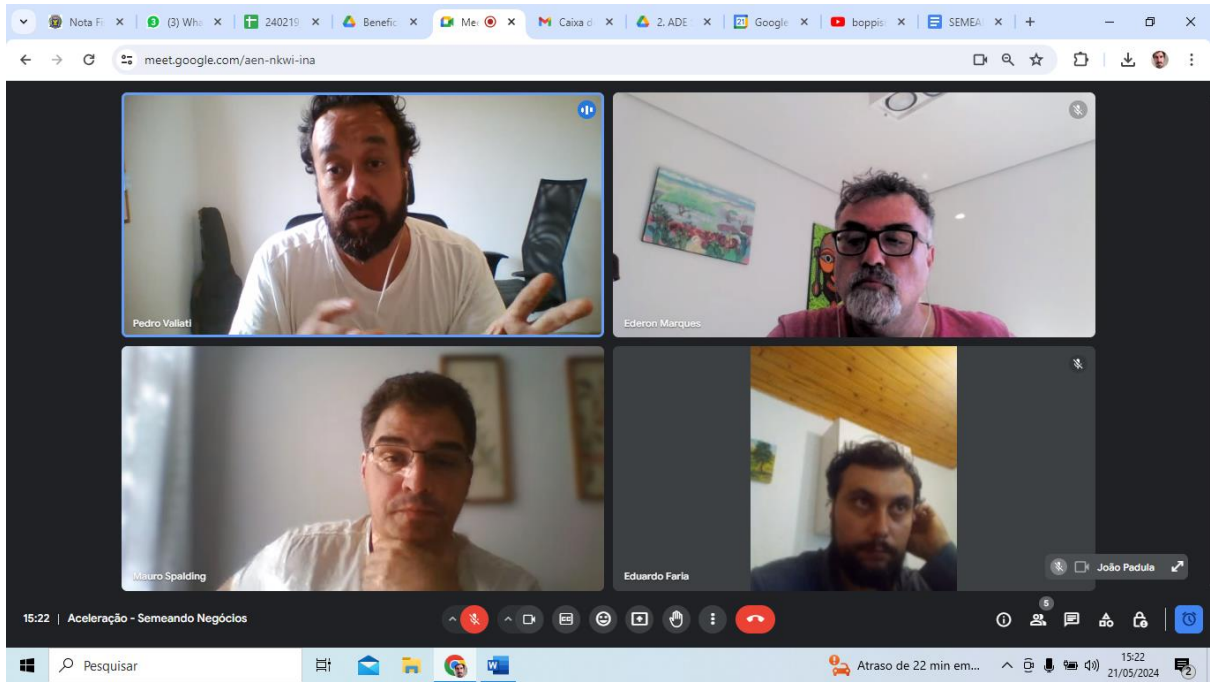 Nota Fi
(3) Wha
240219
Benefic
Mee
Caixa d
2. ADE
Google
boppis
SEMEA
meet.google.com/aen-nkwi-ina
Pedro Valiati
Ederon Marques
Mauro Spalding
Eduardo Faria
João Padula
15:22 | Aceleração - Semeando Negócios
5
Pesquisar
Atraso de 22 min em...
15:22
21/05/2024
2